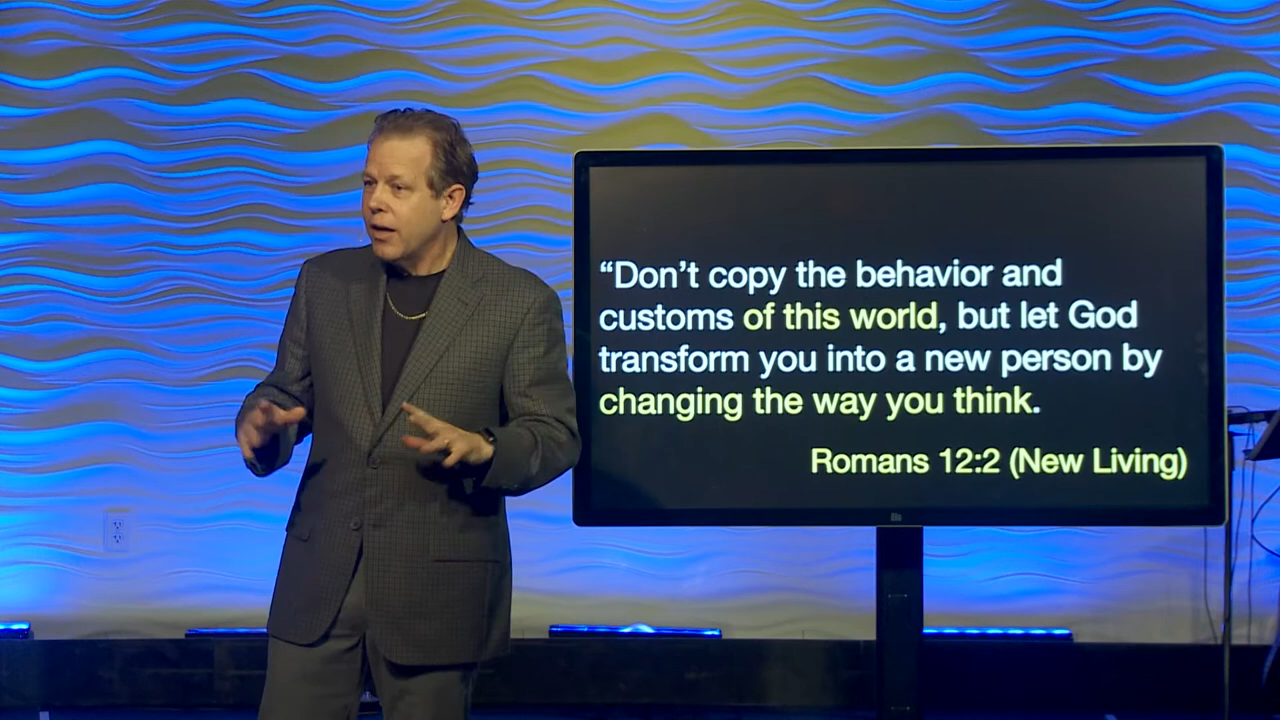 “Don’t copy the behavior and
customs of this world, but let God
transform you into a new person by
changing the way you think.
Romans 12:2 (New Living)